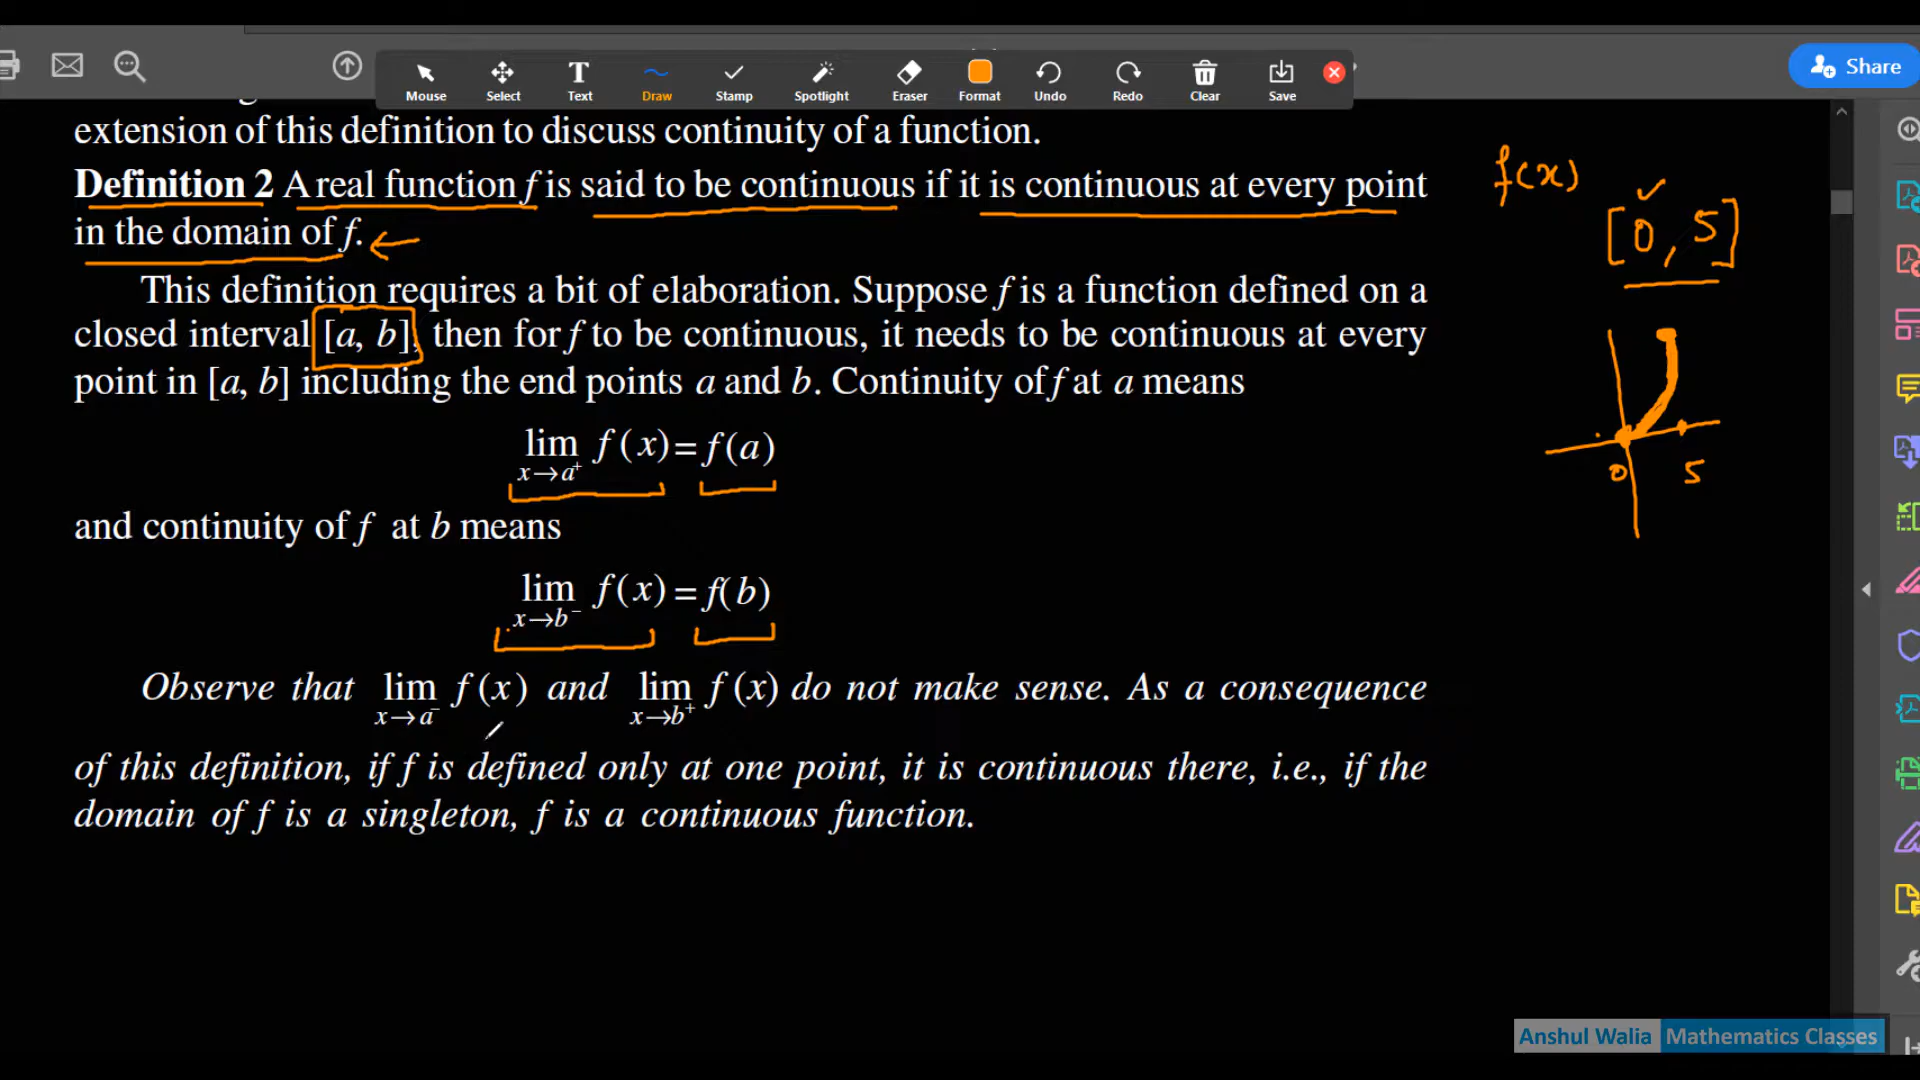 Share
Mouse Select Text Draw Stamp Spotlight Eraser Format Undo Redo Clear Save
extension of this definition to discuss continuity of a function.
Definition 2 A real function f is said to be continuous if it is continuous at every point
in the domain of f.
This definition requires a bit of elaboration. Suppose f is a function defined on a
closed interval [a, b], then for f to be continuous, it needs to be continuous at every
point in [a, b] including the end points a and b. Continuity of f at a means
lim f(x) = f(a)
x→a⁺
and continuity of f at b means
lim f(x) = f(b)
x→b⁻
Observe that lim f(x) and lim f(x) do not make sense. As a consequence
x→a⁻ x→b⁺
of this definition, if f is defined only at one point, it is continuous there, i.e., if the
domain of f is a singleton, f is a continuous function.
f(x)
[0, 5]
0 5
Anshul Walia Mathematics Classes